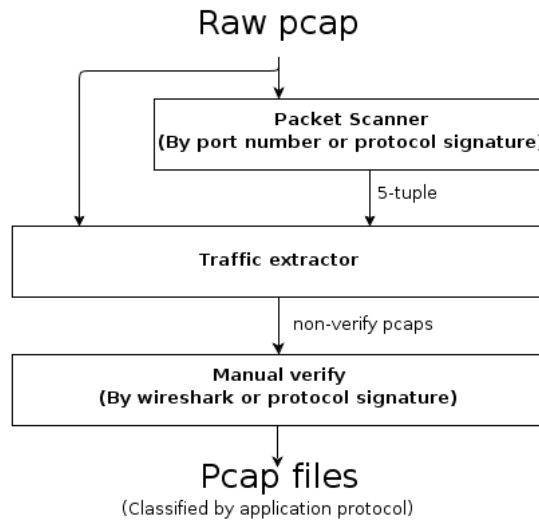 Raw pcap
Packet Scanner
(By port number or protocol signature)
5-tuple
Traffic extractor
non-verify pcaps
Manual verify
(By wireshark or protocol signature)
Pcap files
(Classified by application protocol)